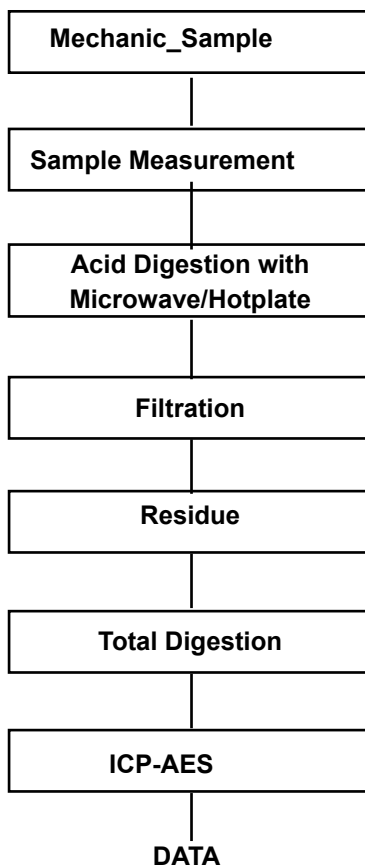 Mechanic_Sample
Sample Measurement
Acid Digestion with
Microwave/Hotplate
Filtration
Residue
Total Digestion
ICP-AES
DATA